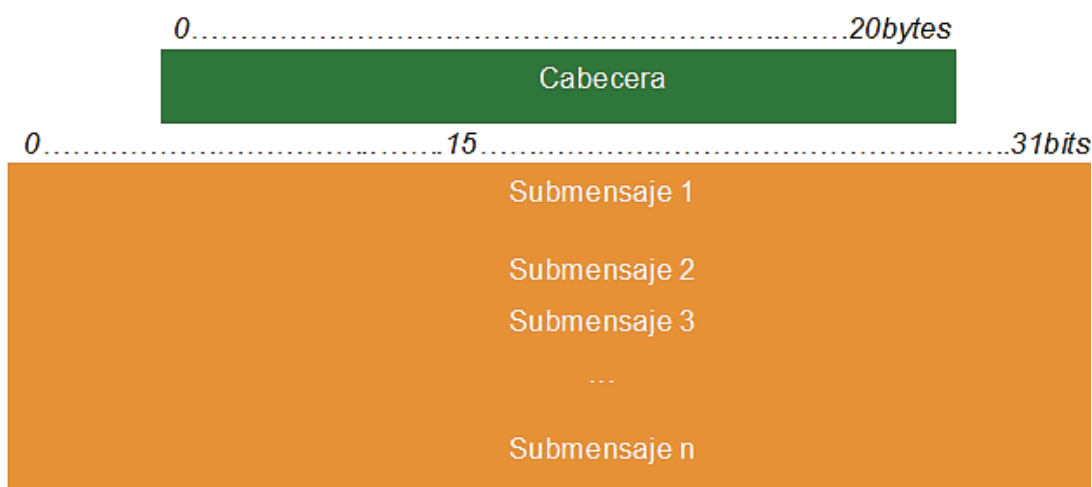 0……………………………………………………………20bytes
Cabecera
0…………………………………15…………………………………………31bits
Submensaje 1
Submensaje 2
Submensaje 3
...
Submensaje n